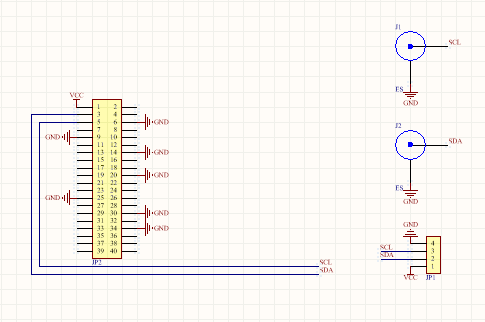 J1
SCL
ES
GND
VCC
1 2
3 4
5 6 GND
7 8
GND 9 10
11 12
13 14 GND
15 16
17 18
19 20 GND
21 22
23 24
GND 25 26
27 28
29 30 GND
31 32
33 34 GND
35 36
37 38
39 40
JP2
J2
SDA
ES
GND
GND
4
SCL 3
SDA 2
1
VCC JP1
SCL
SDA